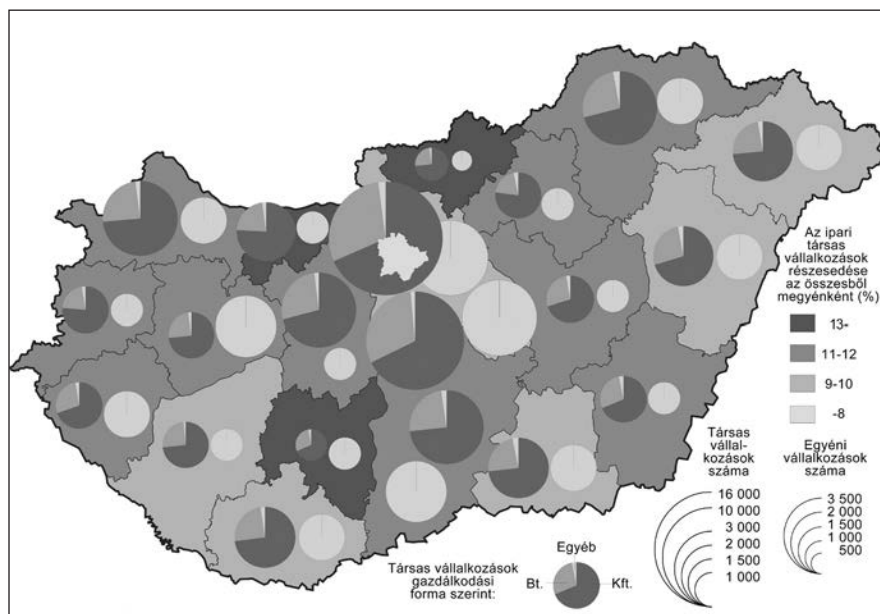 Az ipari
társas
vállalkozások
részesedése
az összesből
megyénként (%)
13-
11-12
9-10
-8
Társas
vállal-
kozások
száma
16 000
10 000
3 000
2 000
1 500
1 000
Egyéni
vállalkozások
száma
3 500
2 000
1 500
1 000
500
Társas vállalkozások
gazdálkodási
forma szerint:
Egyéb
Bt.
Kft.